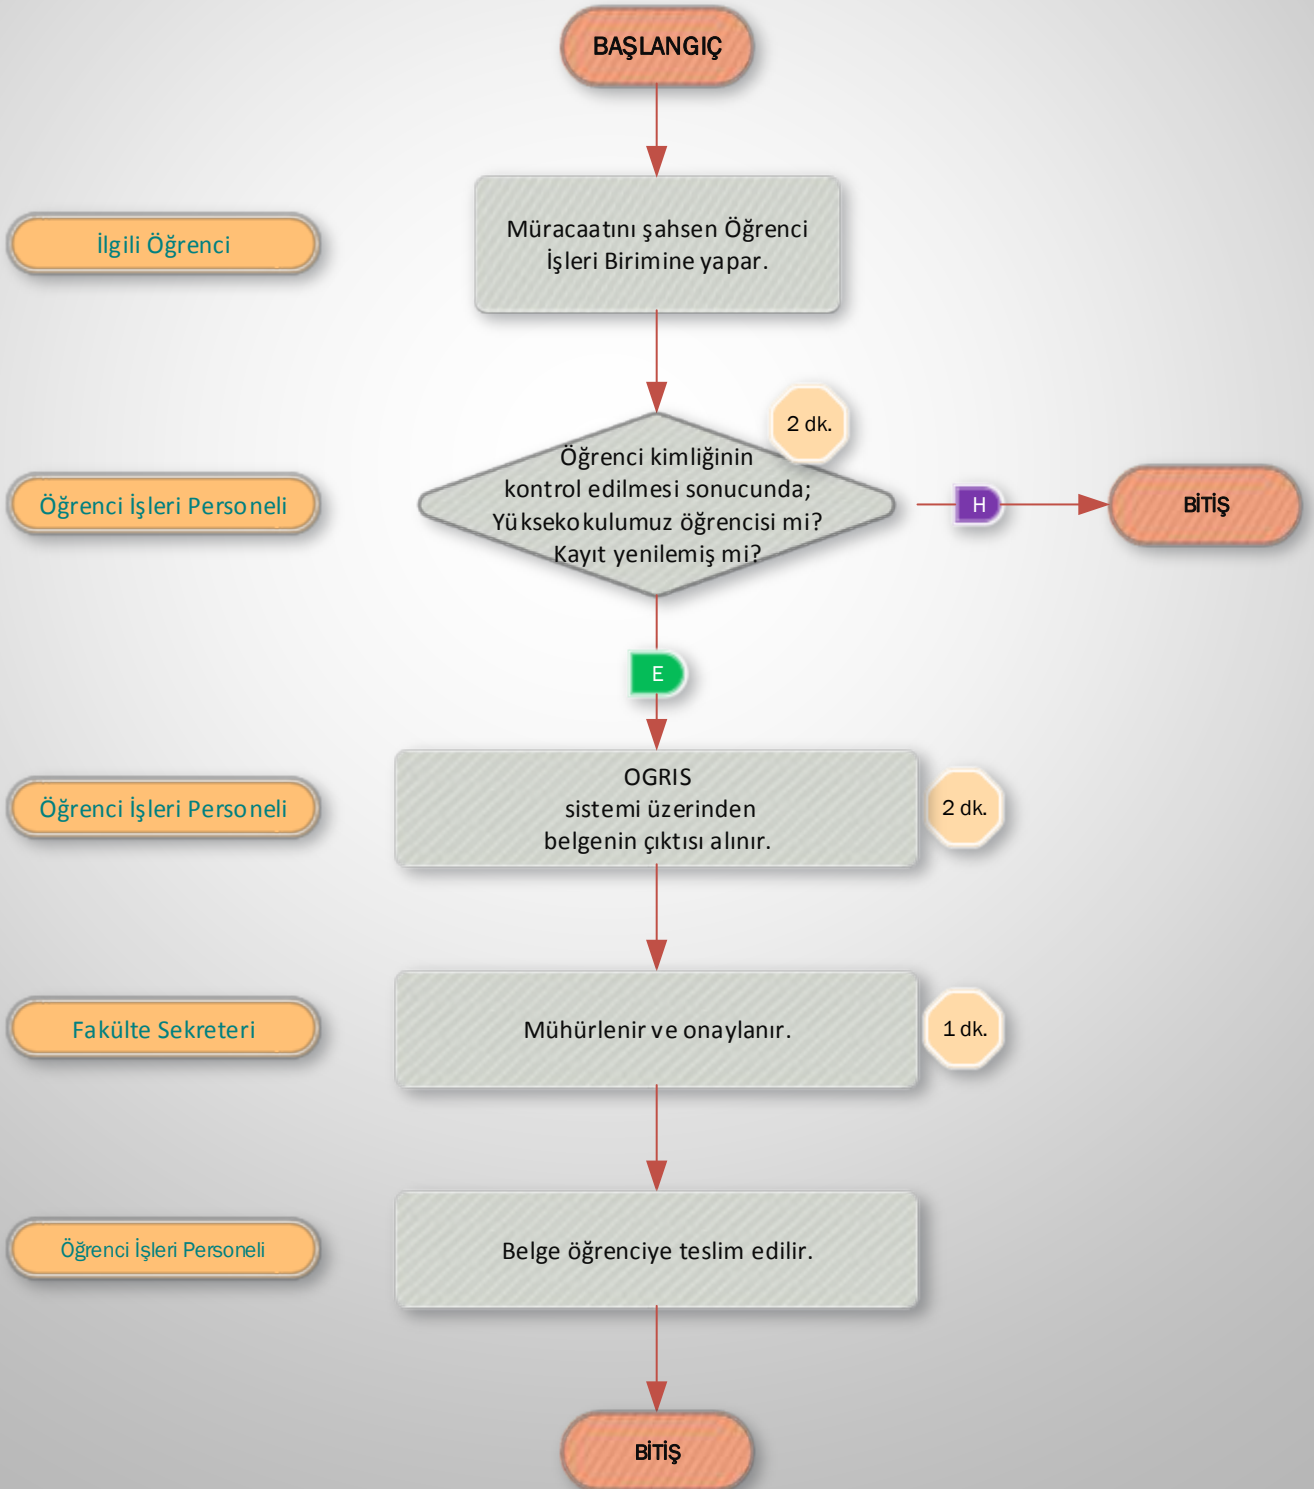 BAŞLANGIÇ
İlgili Öğrenci
Müracaatını şahsen Öğrenci
İşleri Birimine yapar.
2 dk.
Öğrenci İşleri Personeli
Öğrenci kimliğinin
kontrol edilmesi sonucunda;
Yüksekokulumuz öğrencisi mi?
Kayıt yenilemiş mi?
H
BİTİŞ
E
Öğrenci İşleri Personeli
OGRIS
sistemi üzerinden
belgenin çıktısı alınır.
2 dk.
Fakülte Sekreteri
Mühürlenir ve onaylanır.
1 dk.
Öğrenci İşleri Personeli
Belge öğrenciye teslim edilir.
BİTİŞ